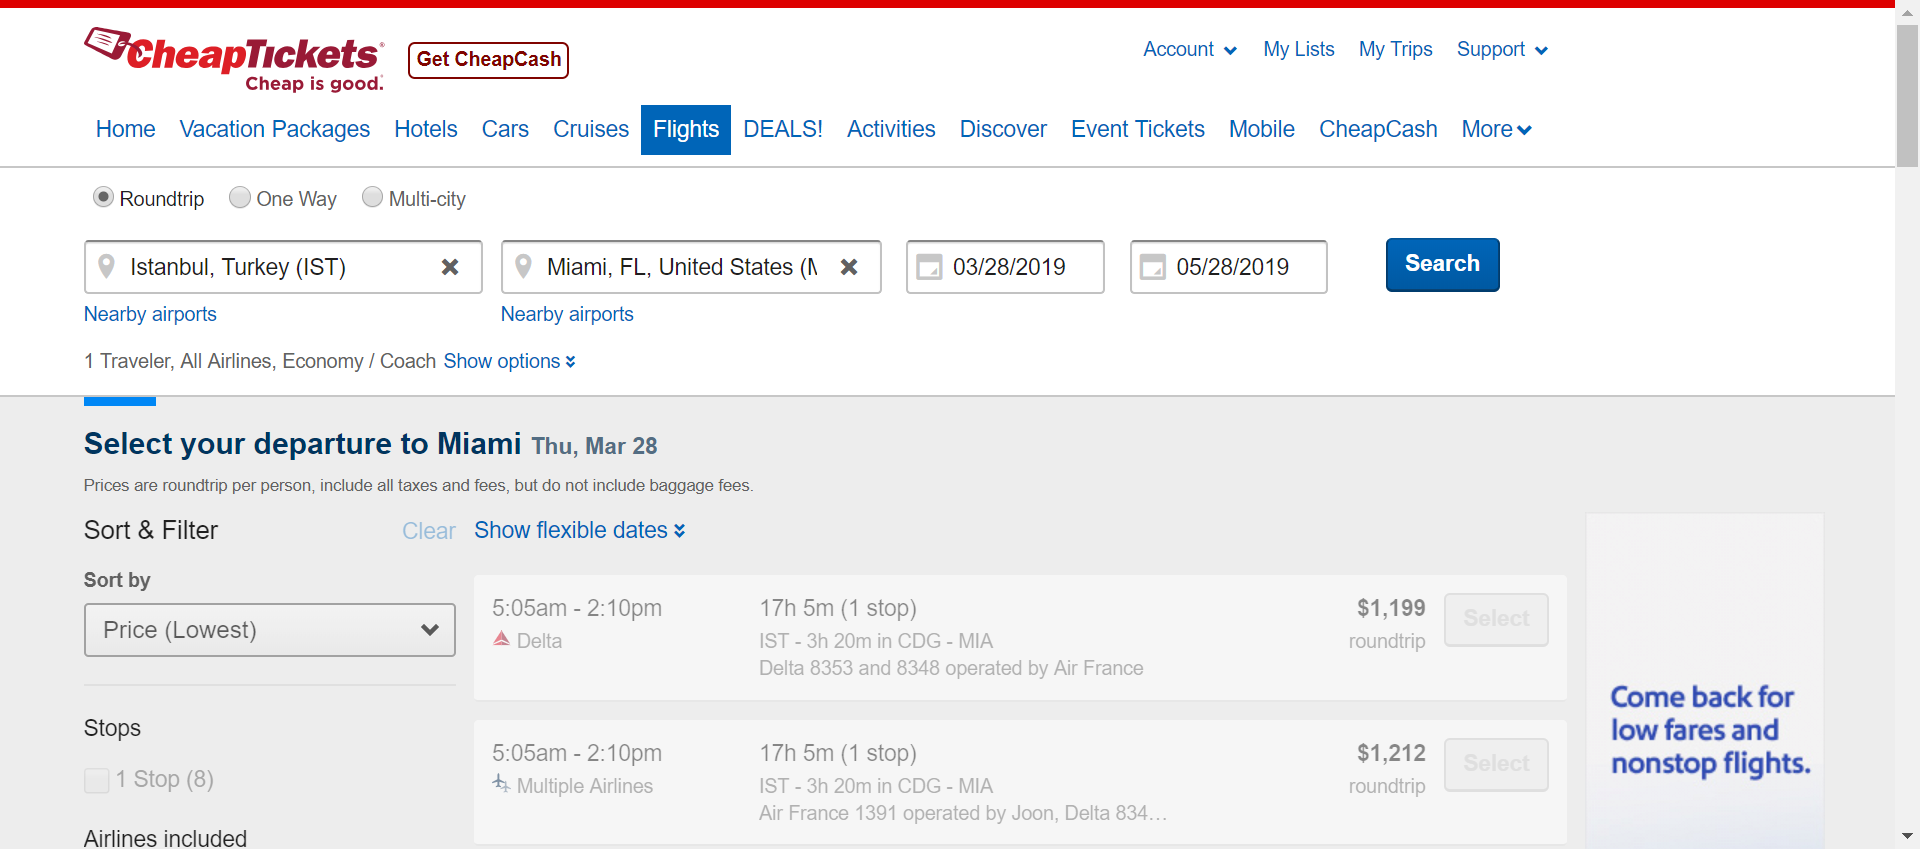 CheapTickets
Cheap is good.
Get CheapCash
Account
My Lists
My Trips
Support
Home
Vacation Packages
Hotels
Cars
Cruises
Flights
DEALS!
Activities
Discover
Event Tickets
Mobile
CheapCash
More
Roundtrip
One Way
Multi-city
Istanbul, Turkey (IST)
Miami, FL, United States (
03/28/2019
05/28/2019
Search
Nearby airports
Nearby airports
1 Traveler, All Airlines, Economy / Coach Show options
Select your departure to Miami Thu, Mar 28
Prices are roundtrip per person, include all taxes and fees, but do not include baggage fees.
Sort & Filter
Clear
Show flexible dates
Sort by
Price (Lowest)
Stops
1 Stop (8)
Airlines included
5:05am - 2:10pm
Delta
17h 5m (1 stop)
IST - 3h 20m in CDG - MIA
Delta 8353 and 8348 operated by Air France
$1,199
roundtrip
Select
5:05am - 2:10pm
Multiple Airlines
17h 5m (1 stop)
IST - 3h 20m in CDG - MIA
Air France 1391 operated by Joon, Delta 834…
$1,212
roundtrip
Select
Come back for
low fares and
nonstop flights.